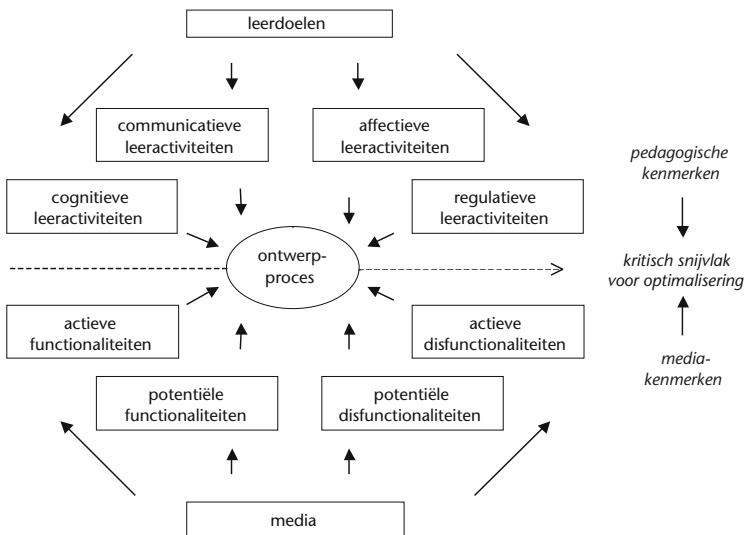 leerdoelen
communicatieve
leeractiviteiten
affectieve
leeractiviteiten
pedagogische
kenmerken
cognitieve
leeractiviteiten
regulatieve
leeractiviteiten
ontwerp-
proces
kritisch snijvlak
voor optimalisering
actieve
functionaliteiten
actieve
disfunctionaliteiten
media-
kenmerken
potentiële
functionaliteiten
potentiële
disfunctionaliteiten
media